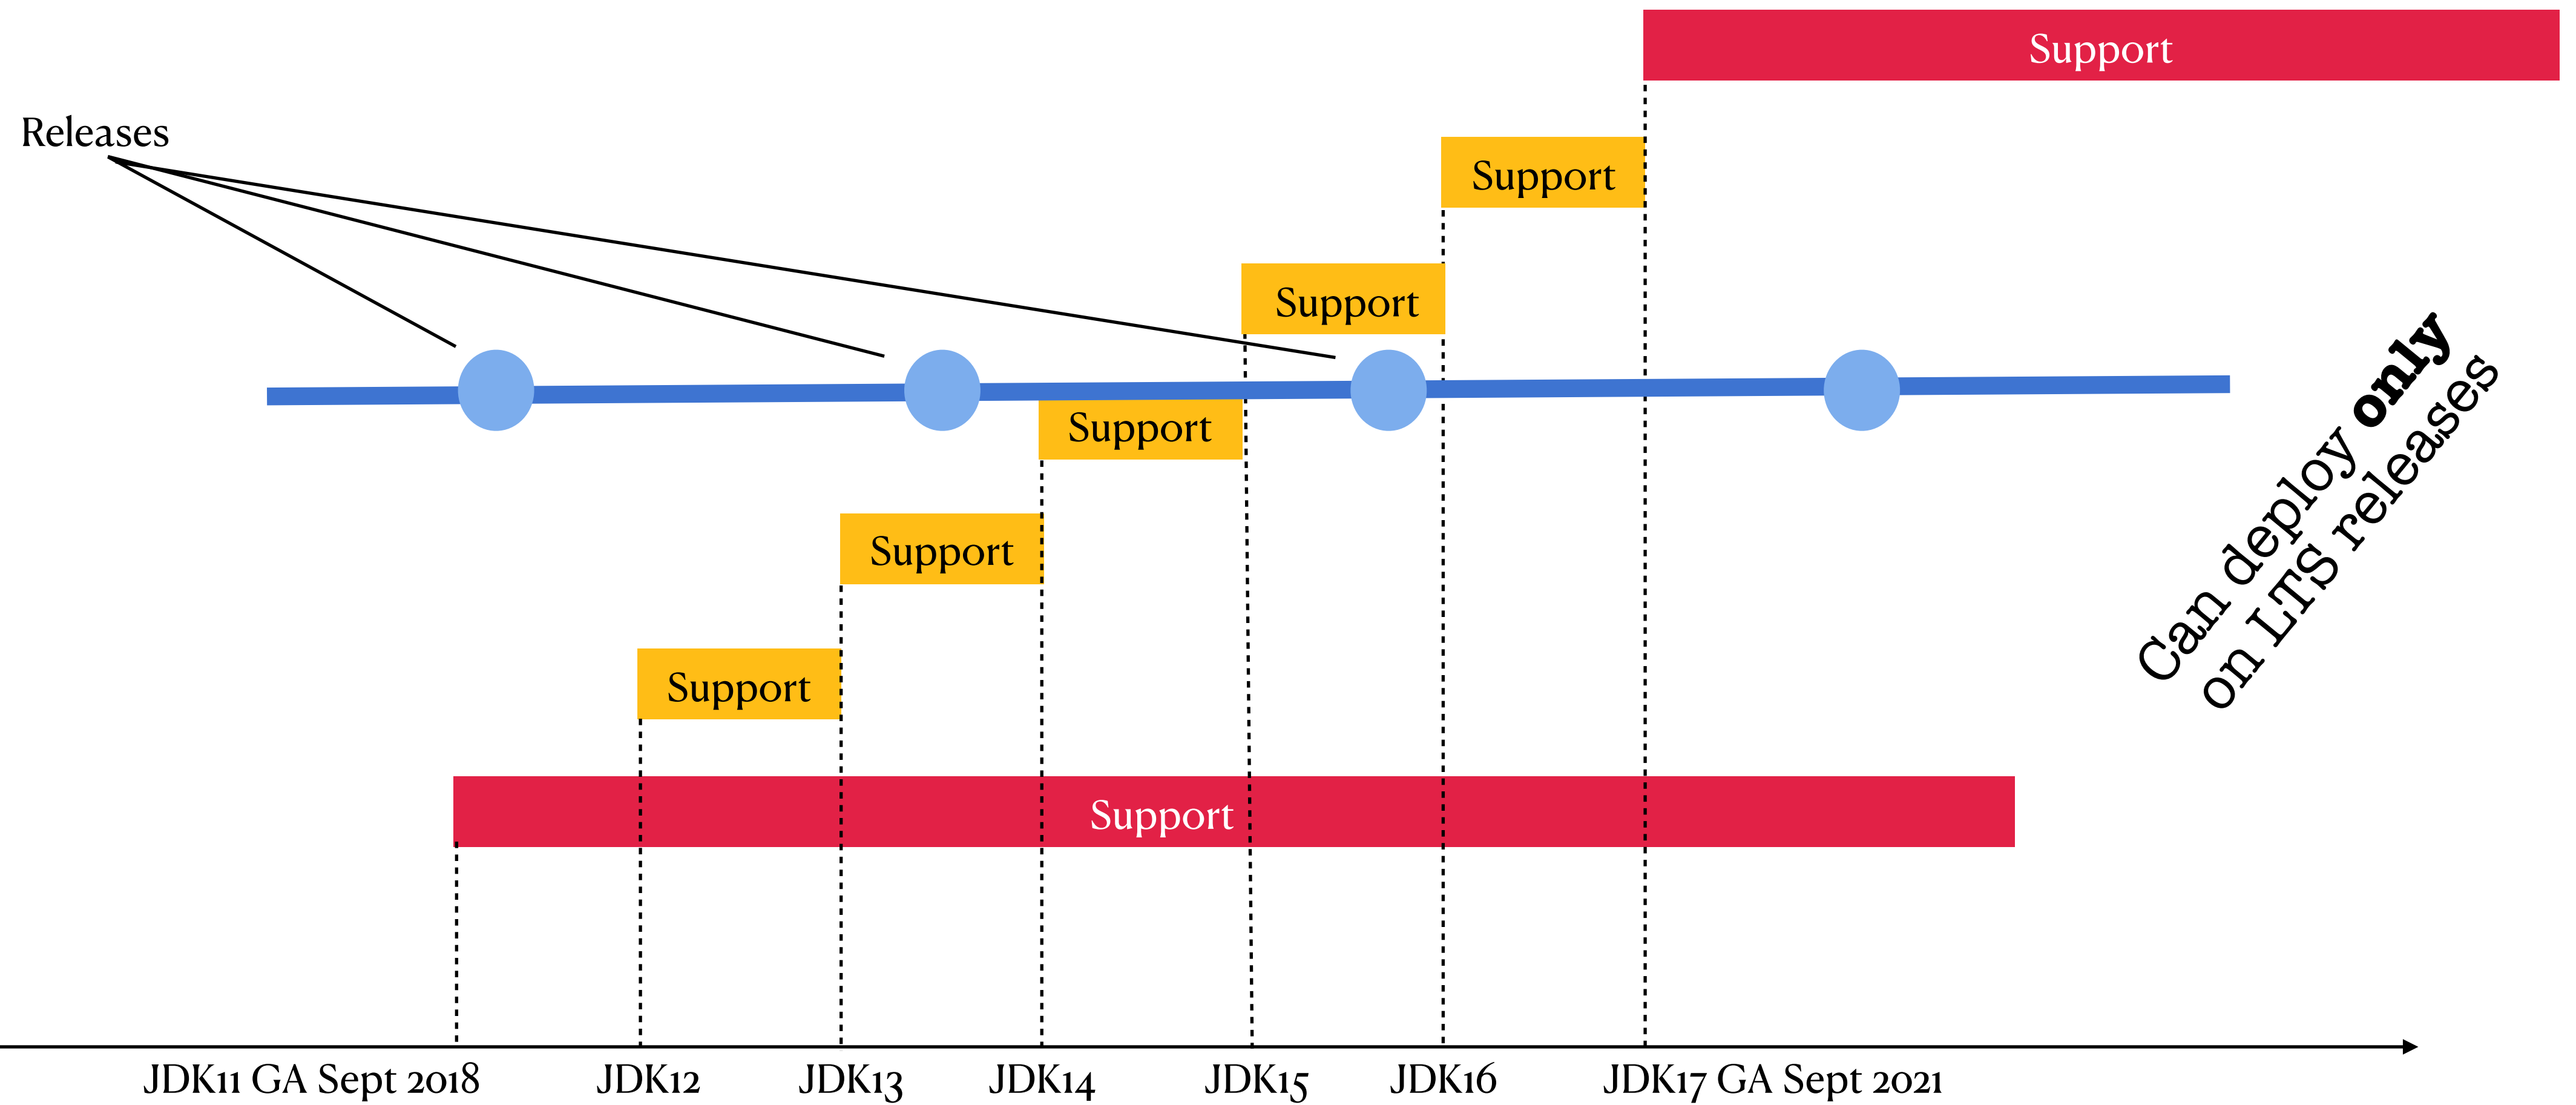 Support
Releases
Support
Support
Support
Support
Support
Support
Can deploy only
on LTS releases
JDK11 GA Sept 2018
JDK12
JDK13
JDK14
JDK15
JDK16
JDK17 GA Sept 2021